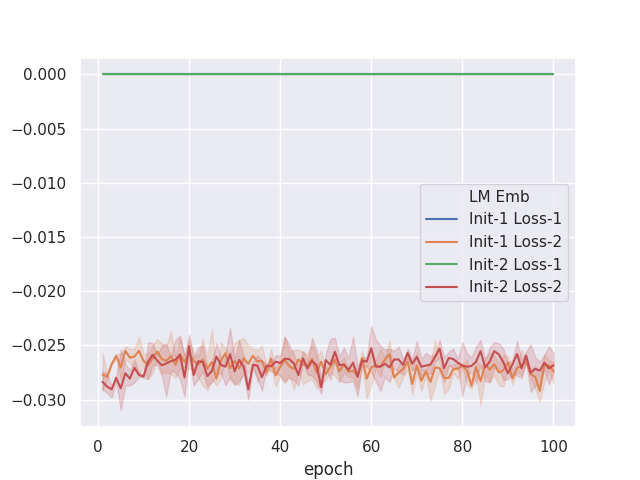 0.000
−0.005
−0.010
−0.015
−0.020
−0.025
−0.030
LM Emb
Init-1 Loss-1
Init-1 Loss-2
Init-2 Loss-1
Init-2 Loss-2
0 20 40 60 80 100
epoch